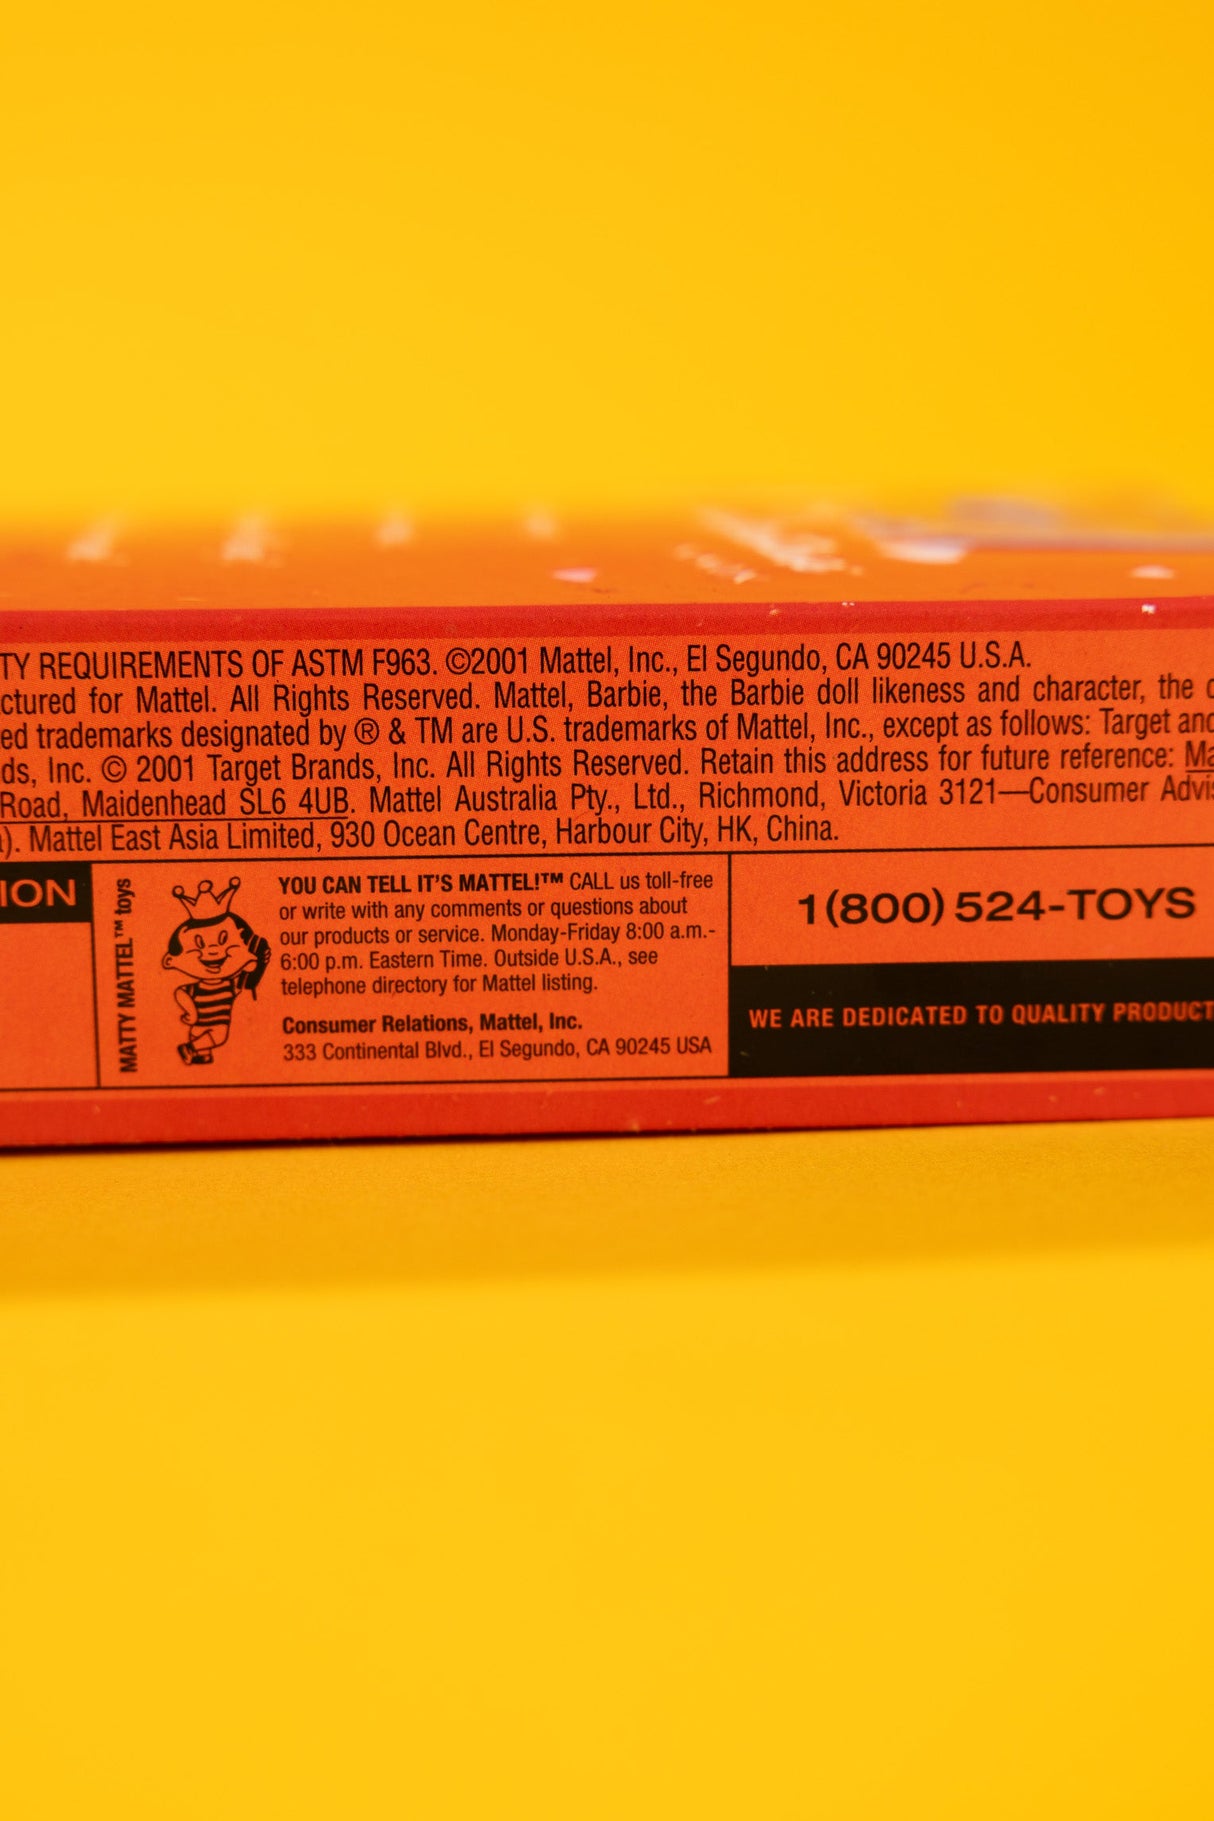 TY REQUIREMENTS OF ASTM F963. ©2001 Mattel, Inc., El Segundo, CA 90245 U.S.A.
ctured for Mattel. All Rights Reserved. Mattel, Barbie, the Barbie doll likeness and character, the
ed trademarks designated by ® & TM are U.S. trademarks of Mattel, Inc., except as follows: Target and
ds, Inc. © 2001 Target Brands, Inc. All Rights Reserved. Retain this address for future reference: Ma
Road, Maidenhead SL6 4UB. Mattel Australia Pty., Ltd., Richmond, Victoria 3121—Consumer Advis
). Mattel East Asia Limited, 930 Ocean Centre, Harbour City, HK, China.
ION
MATTY MATTEL™ toys
YOU CAN TELL IT'S MATTEL!™ CALL us toll-free
or write with any comments or questions about
our products or service. Monday-Friday 8:00 a.m.-
6:00 p.m. Eastern Time. Outside U.S.A., see
telephone directory for Mattel listing.
Consumer Relations, Mattel, Inc.
333 Continental Blvd., El Segundo, CA 90245 USA
1(800) 524-TOYS
WE ARE DEDICATED TO QUALITY PRODUCT